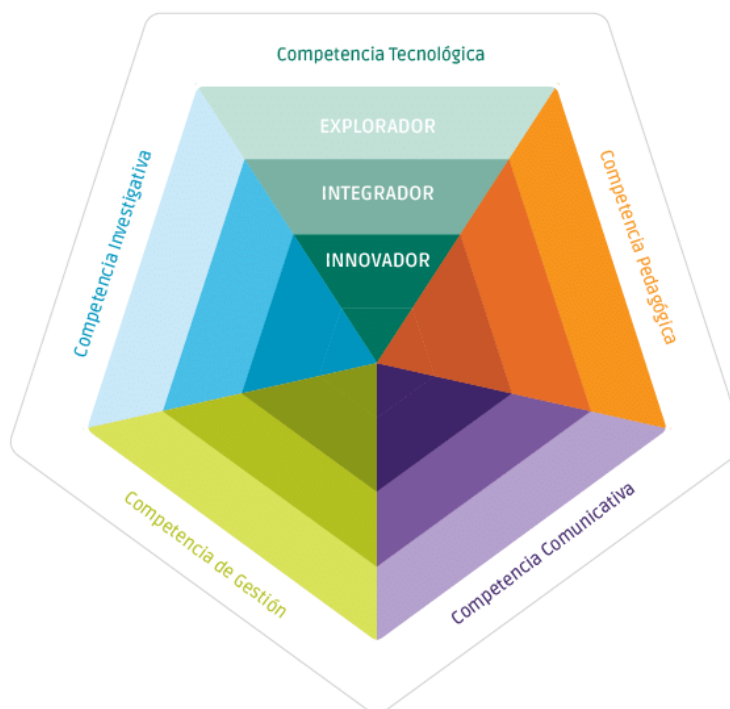 Competencia Tecnológica
EXPLORADOR
INTEGRADOR
INNOVADOR
Competencia Investigativa
Competencia Pedagógica
Competencia de Gestión
Competencia Comunicativa